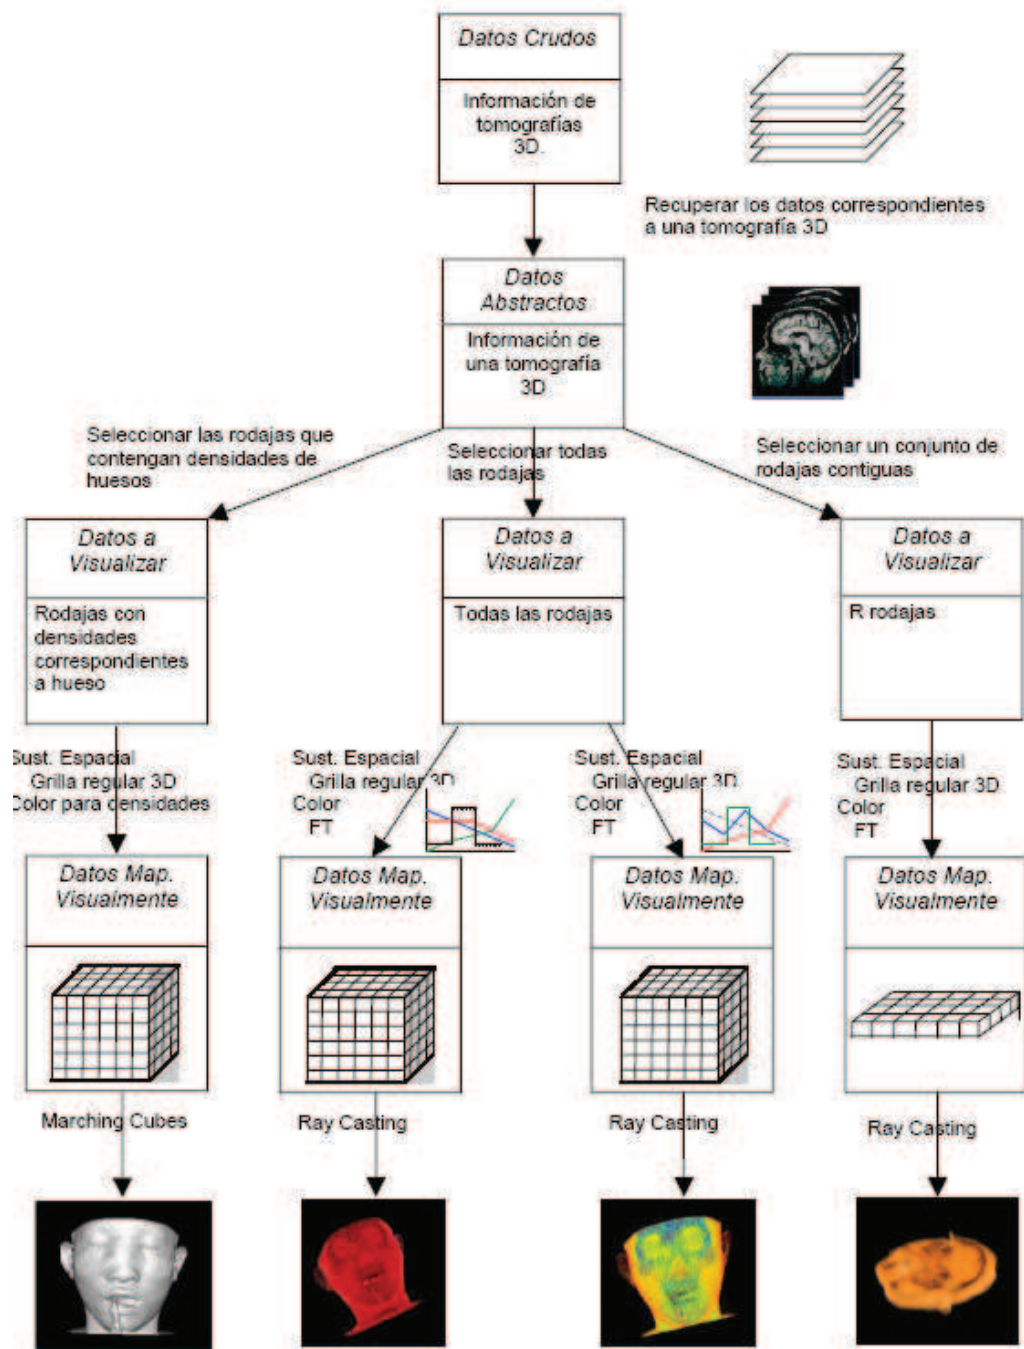 Datos Crudos
Información de
tomografías
3D.
Recuperar los datos correspondientes
a una tomografía 3D
Datos
Abstractos
Información de
una tomografía
3D
Seleccionar las rodajas que
contengan densidades de
huesos
Seleccionar todas
las rodajas
Seleccionar un conjunto de
rodajas contiguas
Datos a
Visualizar
Rodajas con
densidades
correspondientes
a hueso
Datos a
Visualizar
Todas las rodajas
Datos a
Visualizar
R rodajas
Sust. Espacial
Grilla regular 3D
Color para densidades
Sust. Espacial
Grilla regular 3D
Color
FT
Sust. Espacial
Grilla regular 3D
Color
FT
Sust. Espacial
Grilla regular 3D
Color
FT
Datos Map.
Visualmente
Datos Map.
Visualmente
Datos Map.
Visualmente
Datos Map.
Visualmente
Marching Cubes
Ray Casting
Ray Casting
Ray Casting